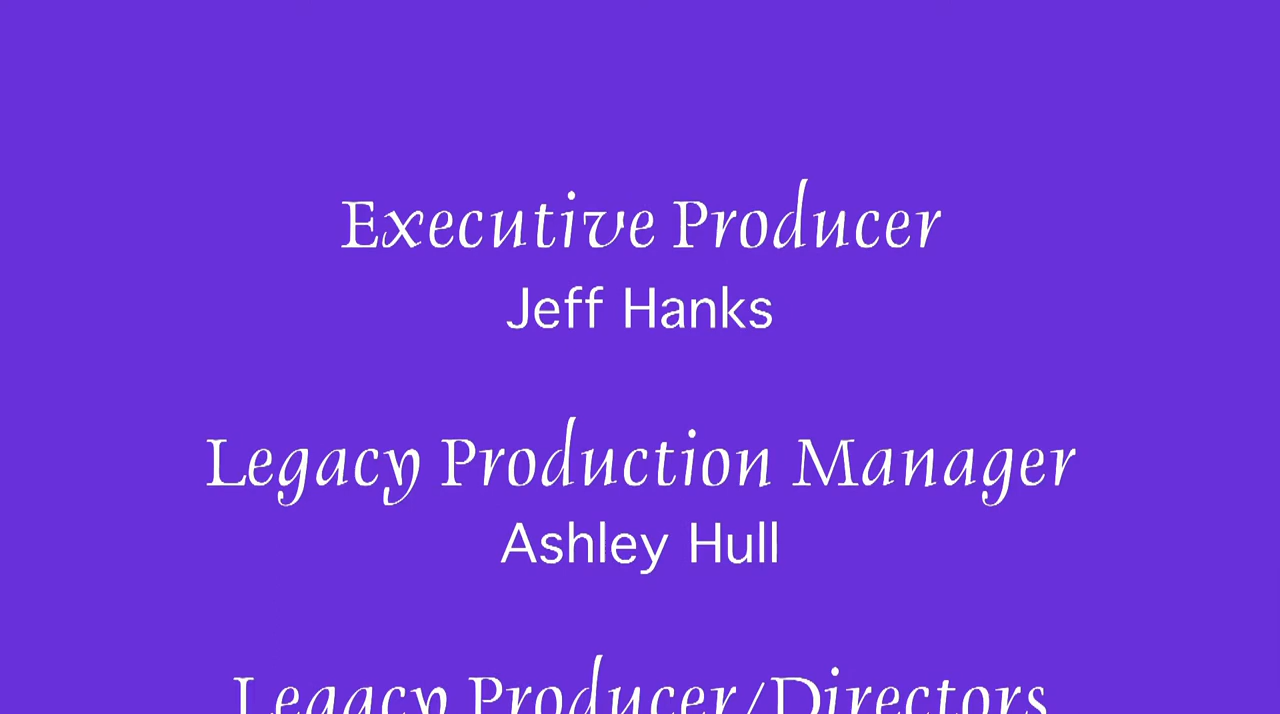 Executive Producer
Jeff Hanks
Legacy Production Manager
Ashley Hull
Legacy Producer/Directors